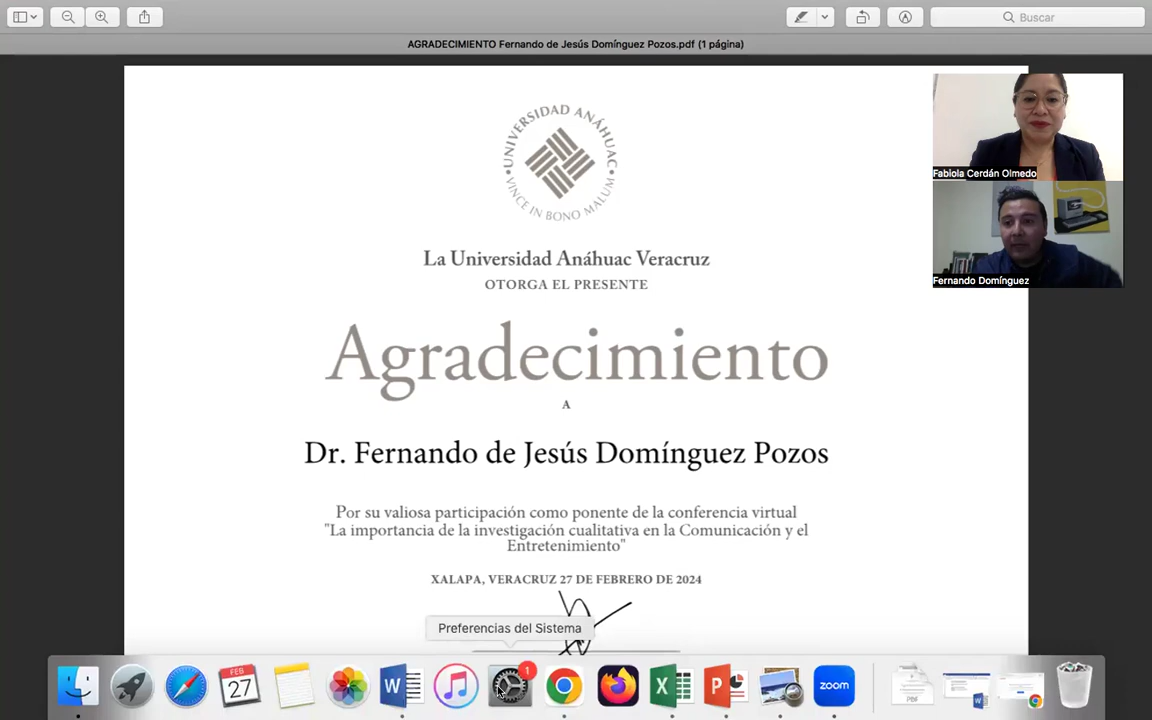 Buscar
AGRADECIMIENTO Fernando de Jesús Domínguez Pozos.pdf (1 página)
UNIVERSIDAD ANÁHUAC
VINCE IN BONO MALUM
Fabiola Cerdán Olmedo
Fernando Domínguez
La Universidad Anáhuac Veracruz
OTORGA EL PRESENTE
Agradecimiento
A
Dr. Fernando de Jesús Domínguez Pozos
Por su valiosa participación como ponente de la conferencia virtual
"La importancia de la investigación cualitativa en la Comunicación y el
Entretenimiento"
XALAPA, VERACRUZ 27 DE FEBRERO DE 2024
Preferencias del Sistema
FEB
27
W
1
X
P
zoom
PDF
W